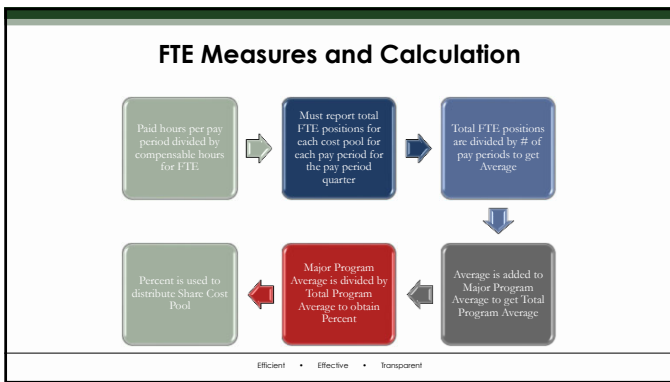 FTE Measures and Calculation
Paid hours per pay
period divided by
compensable hours
for FTE
Must report total
FTE positions for
each cost pool for
each pay period for
the pay period
quarter
Total FTE positions
are divided by # of
pay periods to get
Average
Average is added to
Major Program
Average to get Total
Program Average
Major Program
Average is divided by
Total Program
Average to obtain
Percent
Percent is used to
distribute Share Cost
Pool
Efficient • Effective • Transparent